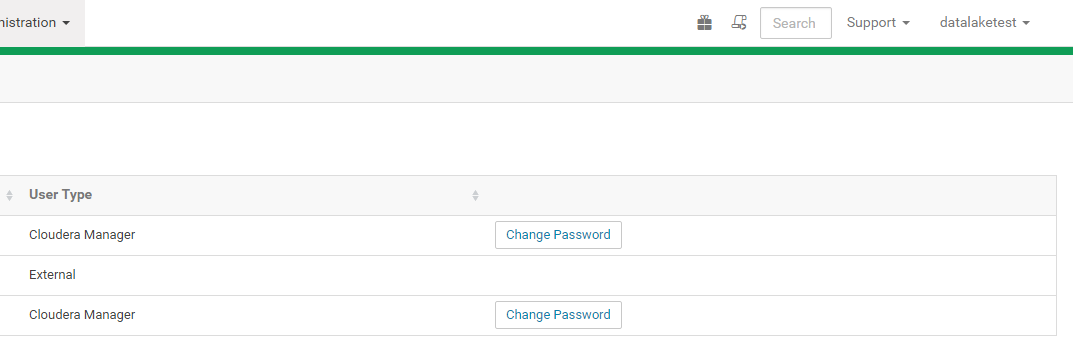 nistration
Search
Support
datalaketest
User Type
Cloudera Manager
Change Password
External
Cloudera Manager
Change Password